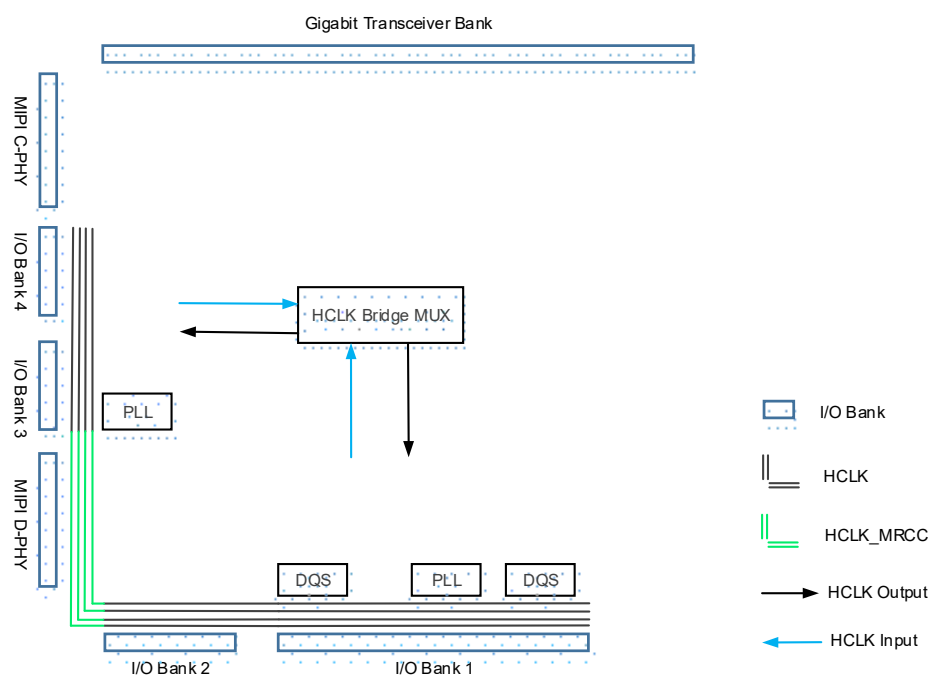 Gigabit Transceiver Bank
MIPI C-PHY
I/O Bank 4
HCLK Bridge MUX
I/O Bank 3
PLL
I/O Bank
HCLK
MIPI D-PHY
HCLK_MRCC
DQS
PLL
DQS
HCLK Output
HCLK Input
I/O Bank 2
I/O Bank 1